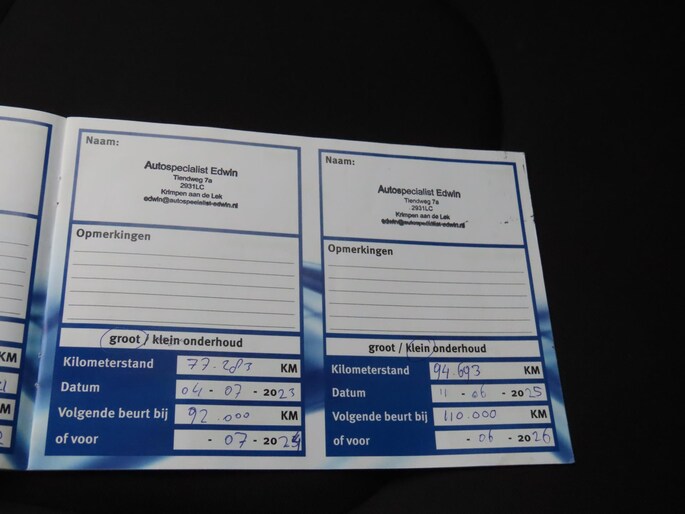 KM
21
M
2
Naam:
Autospecialist Edwin
Tiendweg 7a
2931LC
Krimpen aan de Lek
edwin@autospecialist-edwin.nl
Opmerkingen
groot / klein onderhoud
Kilometerstand 77.283 KM
Datum 04 - 07 - 2023
Volgende beurt bij 92.000 KM
of voor - 07 - 202
Naam:
Autospecialist Edwin
Tiendweg 7a
2931LC
Krimpen aan de Lek
edwin@autospecialist-edwin.nl
Opmerkingen
groot / klein onderhoud
Kilometerstand 94.693 KM
Datum 11 - 06 - 2025
Volgende beurt bij 110.000 KM
of voor - 06 - 2026